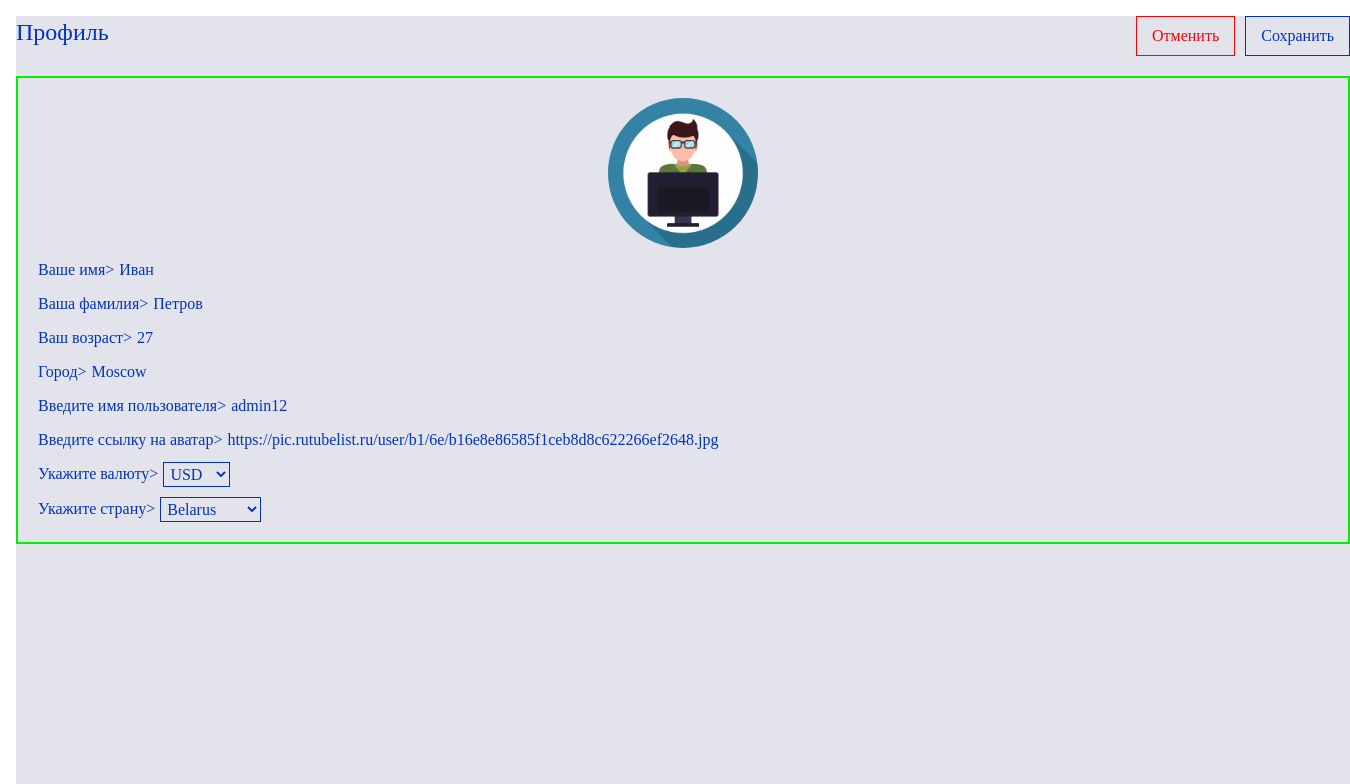 Профиль
Отменить
Сохранить
Ваше имя> Иван
Ваша фамилия> Петров
Ваш возраст> 27
Город> Moscow
Введите имя пользователя> admin12
Введите ссылку на аватар> https://pic.rutubelist.ru/user/b1/6e/b16e8e86585f1ceb8d8c622266ef2648.jpg
Укажите валюту> USD
Укажите страну> Belarus